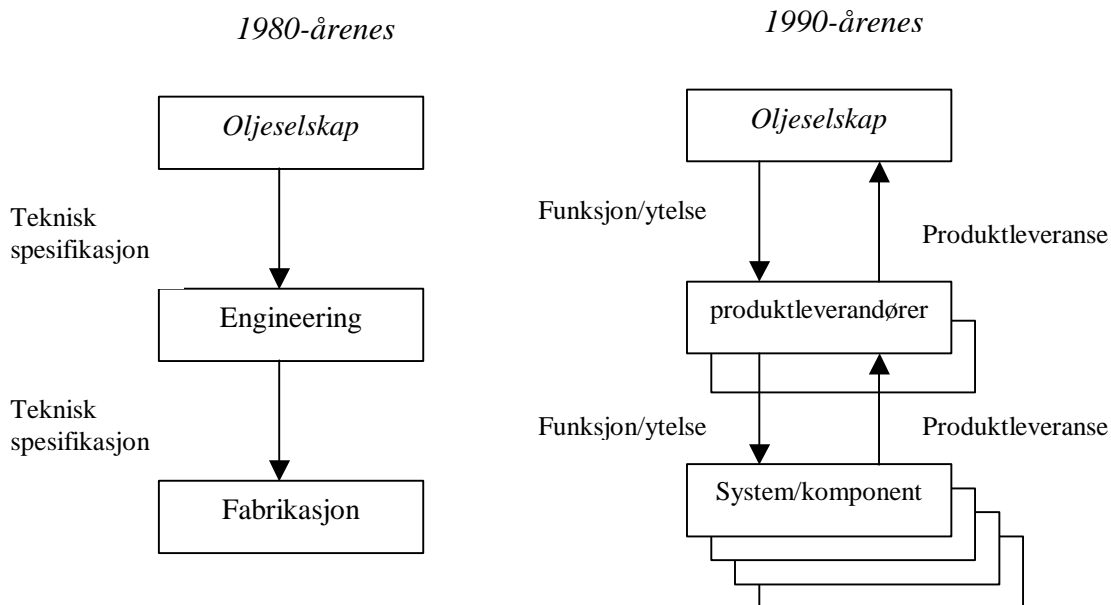 1980-årenes
Oljeselskap
Teknisk
spesifikasjon
Engineering
Teknisk
spesifikasjon
Fabrikasjon
1990-årenes
Oljeselskap
Funksjon/ytelse
Produktleveranse
produktleverandører
Funksjon/ytelse
Produktleveranse
System/komponent